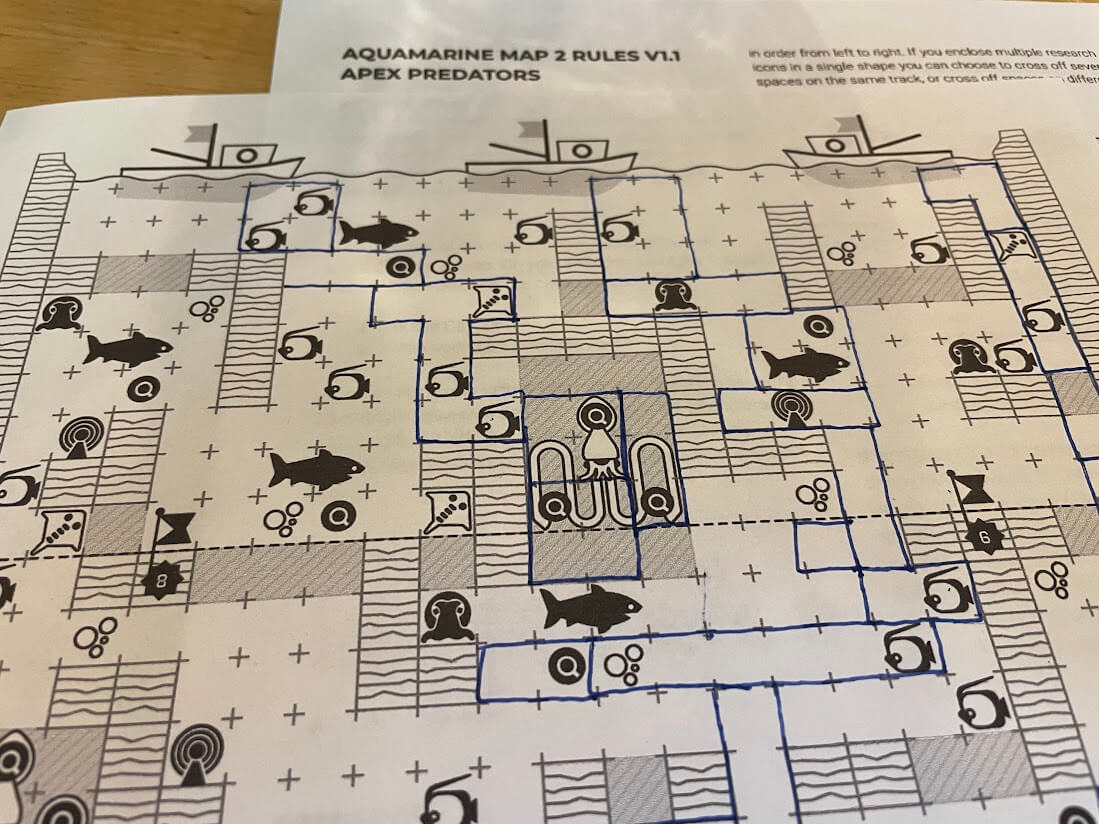 AQUAMARINE MAP 2 RULES V1.1
APEX PREDATORS
in order from left to right. If you enclose multiple research
icons in a single shape you can choose to cross off seve
spaces on the same track, or cross off
8
6